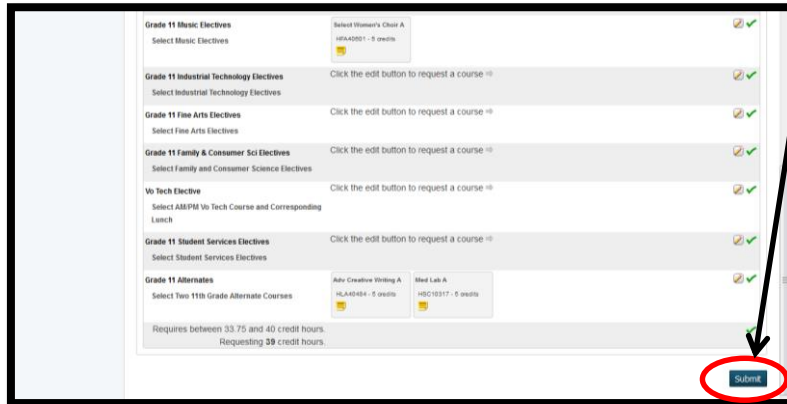 Grade 11 Music Electives
Select Music Electives
Select Women's Choir A
HFA40801 - 5 credits
Grade 11 Industrial Technology Electives
Click the edit button to request a course ⇨
Select Industrial Technology Electives
Grade 11 Fine Arts Electives
Click the edit button to request a course ⇨
Select Fine Arts Electives
Grade 11 Family & Consumer Sci Electives
Click the edit button to request a course ⇨
Select Family and Consumer Science Electives
Vo Tech Elective
Click the edit button to request a course ⇨
Select AM/PM Vo Tech Course and Corresponding
Lunch
Grade 11 Student Services Electives
Click the edit button to request a course ⇨
Select Student Services Electives
Grade 11 Alternates
Select Two 11th Grade Alternate Courses
Adv Creative Writing A
HLA40404 - 5 credits
Med Lab A
HSC10317 - 5 credits
Requires between 33.75 and 40 credit hours.
Requesting 39 credit hours.
Submit